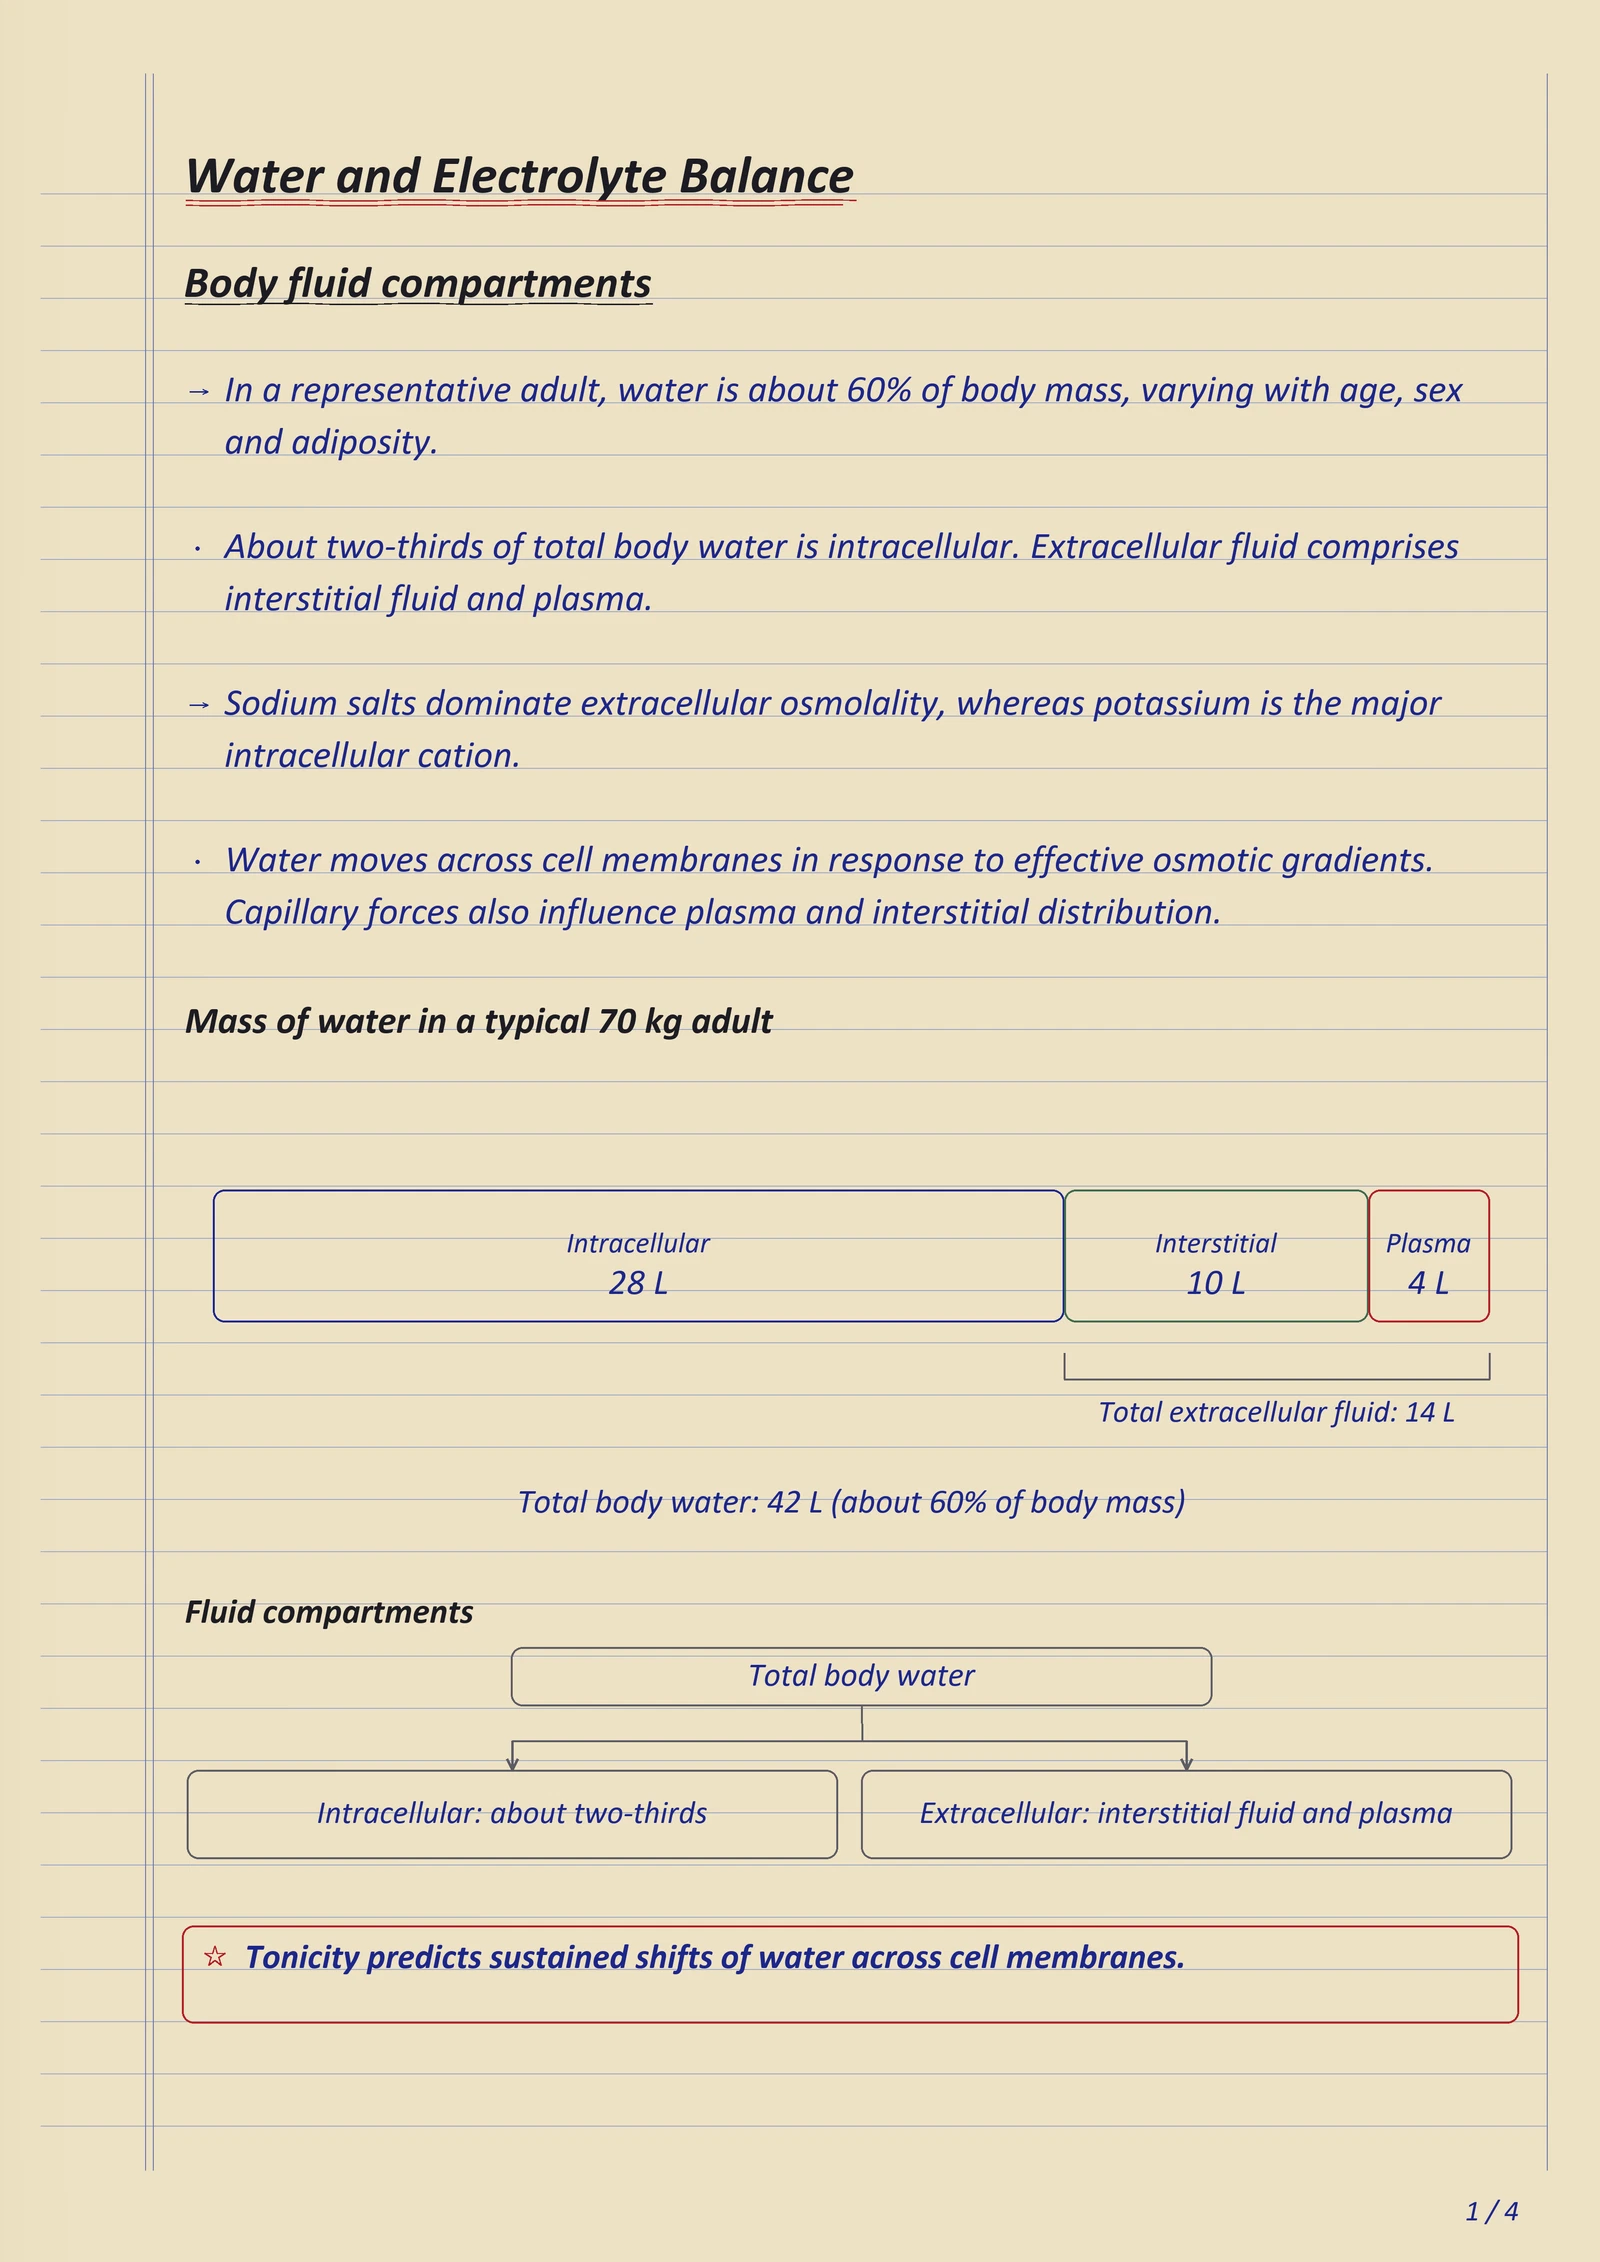 Water and Electrolyte Balance
Body fluid compartments
→ In a representative adult, water is about 60% of body mass, varying with age, sex
and adiposity.
· About two-thirds of total body water is intracellular. Extracellular fluid comprises
interstitial fluid and plasma.
→ Sodium salts dominate extracellular osmolality, whereas potassium is the major
intracellular cation.
· Water moves across cell membranes in response to effective osmotic gradients.
Capillary forces also influence plasma and interstitial distribution.
Mass of water in a typical 70 kg adult
Intracellular
28 L
Interstitial
10 L
Plasma
4 L
Total extracellular fluid: 14 L
Total body water: 42 L (about 60% of body mass)
Fluid compartments
Total body water
Intracellular: about two-thirds
Extracellular: interstitial fluid and plasma
☆ Tonicity predicts sustained shifts of water across cell membranes.
1 / 4